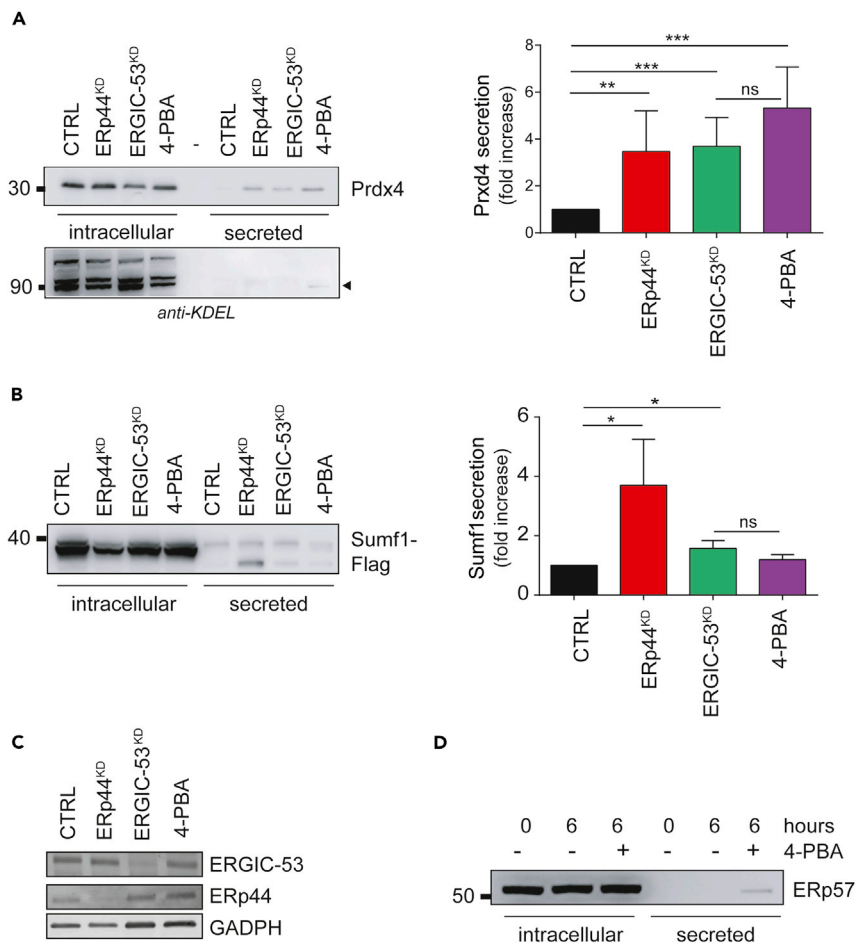 A
CTRL
ERp44KD
ERGIC-53KD
4-PBA
-
CTRL
ERp44KD
ERGIC-53KD
4-PBA
30
Prdx4
intracellular
secreted
90
anti-KDEL
Prxd4 secretion
(fold increase)
8
6
4
2
0
***
***
**
ns
CTRL
ERp44KD
ERGIC-53KD
4-PBA
B
CTRL
ERp44KD
ERGIC-53KD
4-PBA
CTRL
ERp44KD
ERGIC-53KD
4-PBA
40
Sumf1-
Flag
intracellular
secreted
Sumf1secretion
(fold increase)
6
4
2
0
*
*
ns
CTRL
ERp44KD
ERGIC-53KD
4-PBA
C
CTRL
ERp44KD
ERGIC-53KD
4-PBA
ERGIC-53
ERp44
GADPH
D
0 6 6 0 6 6 hours
- - + - - + 4-PBA
50
ERp57
intracellular
secreted